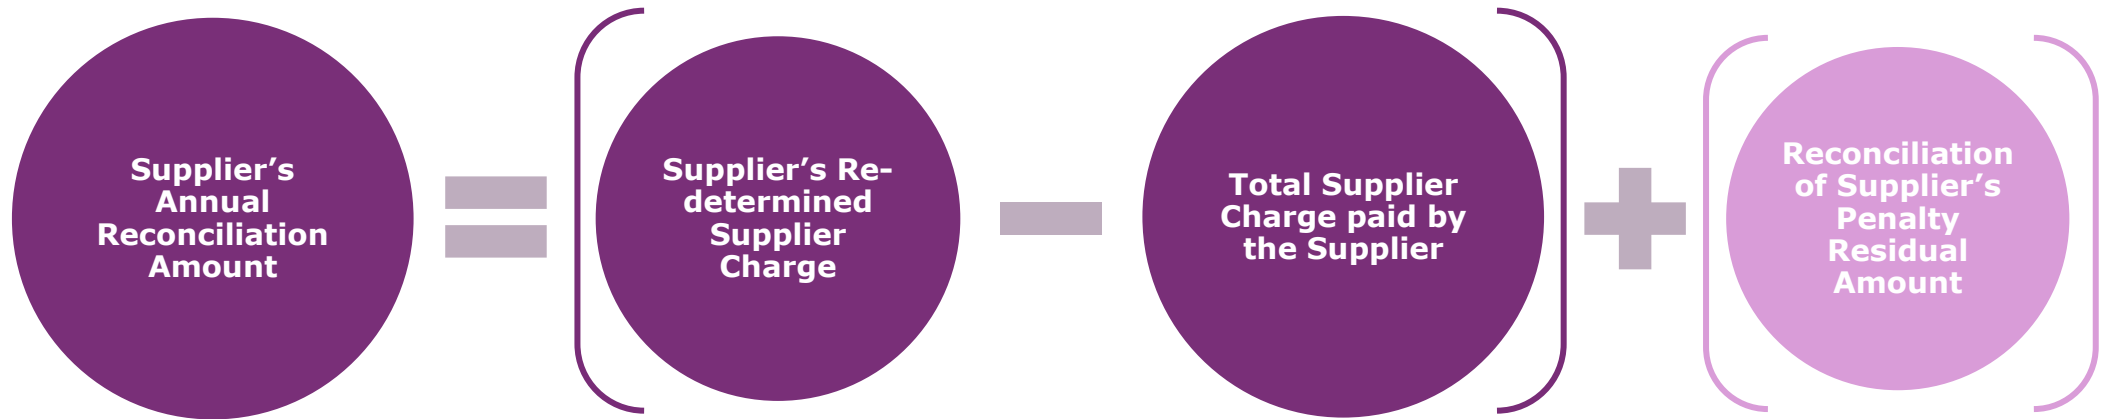 Supplier’s
Annual
Reconciliation
Amount
Supplier’s Re-
determined
Supplier
Charge
Total Supplier
Charge paid by
the Supplier
Reconciliation
of Supplier’s
Penalty
Residual
Amount